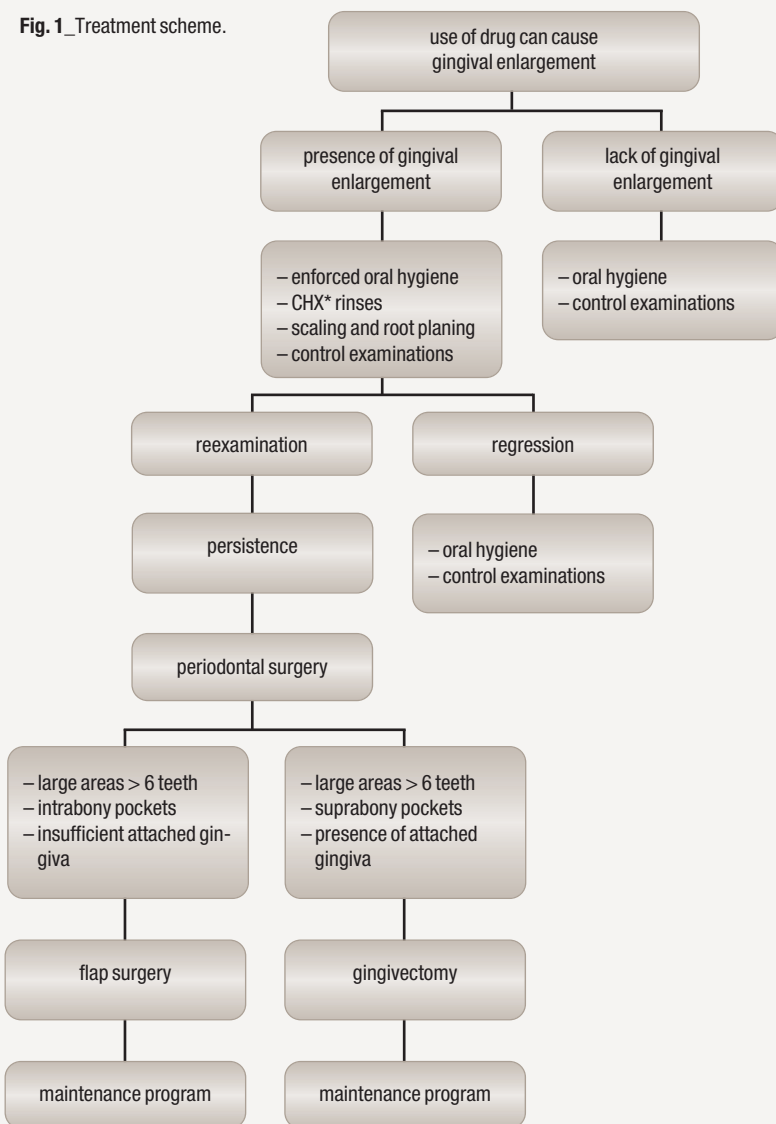 Fig. 1_Treatment scheme.
use of drug can cause
gingival enlargement
presence of gingival
enlargement
lack of gingival
enlargement
– enforced oral hygiene
– CHX* rinses
– scaling and root planing
– control examinations
– oral hygiene
– control examinations
reexamination
regression
persistence
– oral hygiene
– control examinations
periodontal surgery
– large areas > 6 teeth
– intrabony pockets
– insufficient attached gin-
giva
– large areas > 6 teeth
– suprabony pockets
– presence of attached
gingiva
flap surgery
gingivectomy
maintenance program
maintenance program